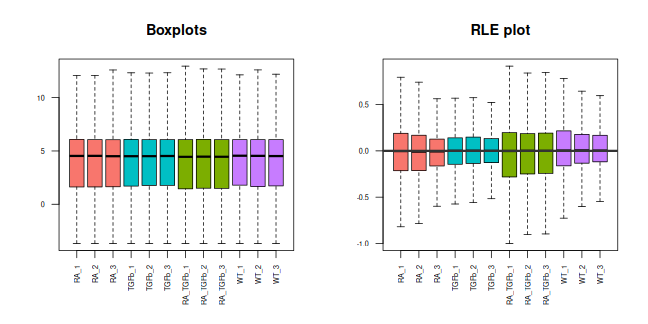 Boxplots
10
5
0
RA_1
RA_2
RA_3
TGFb_1
TGFb_2
TGFb_3
RA_TGFb_1
RA_TGFb_2
RA_TGFb_3
WT_1
WT_2
WT_3
RLE plot
0.5
0.0
-0.5
-1.0
RA_1
RA_2
RA_3
TGFb_1
TGFb_2
TGFb_3
RA_TGFb_1
RA_TGFb_2
RA_TGFb_3
WT_1
WT_2
WT_3